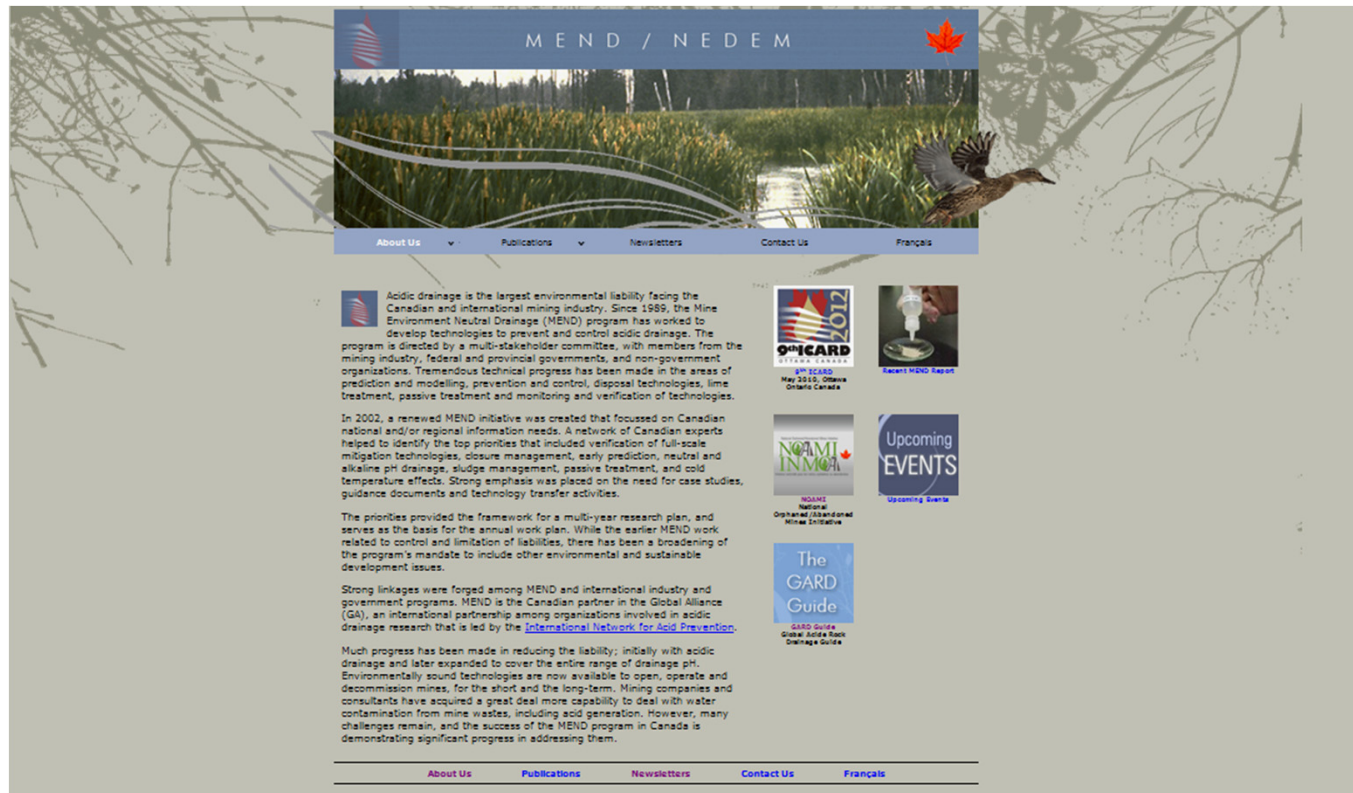 MEND / NEDEM
About Us
Publications
Newsletters
Contact Us
Français
Acidic drainage is the largest environmental liability facing the
Canadian and international mining industry. Since 1989, the Mine
Environment Neutral Drainage (MEND) program has worked to
develop technologies to prevent and control acidic drainage. The
program is directed by a multi-stakeholder committee, with members from the
mining industry, federal and provincial governments, and non-government
organizations. Tremendous technical progress has been made in the areas of
prediction and modelling, prevention and control, disposal technologies, lime
treatment, passive treatment and monitoring and verification of technologies.
In 2002, a renewed MEND initiative was created that focussed on Canadian
national and/or regional information needs. A network of Canadian experts
helped to identify the top priorities that included verification of full-scale
mitigation technologies, closure management, early prediction, neutral and
alkaline pH drainage, sludge management, passive treatment, and cold
temperature effects. Strong emphasis was placed on the need for case studies,
guidance documents and technology transfer activities.
The priorities provided the framework for a multi-year research plan, and
serves as the basis for the annual work plan. While the earlier MEND work
related to control and limitation of liabilities, there has been a broadening of
the program's mandate to include other environmental and sustainable
development issues.
Strong linkages were forged among MEND and international industry and
government programs. MEND is the Canadian partner in the Global Alliance
(GA), an international partnership among organizations involved in acidic
drainage research that is led by the International Network for Acid Prevention.
Much progress has been made in reducing the liability; initially with acidic
drainage and later expanded to cover the entire range of drainage pH.
Environmentally sound technologies are now available to open, operate and
decommission mines, for the short and the long-term. Mining companies and
consultants have acquired a great deal more capability to deal with water
contamination from mine wastes, including acid generation. However, many
challenges remain, and the success of the MEND program in Canada is
demonstrating significant progress in addressing them.
2012
9th ICARD
OTTAWA CANADA
9th ICARD
May 2010, Ottawa
Ontario Canada
Recent MEND Report
NOAMI
INMOA
NOAMI
National
Orphaned/Abandoned
Mines Initiative
Upcoming
EVENTS
Upcoming Events
The
GARD
Guide
GARD Guide
Global Acide Rock
Drainage Guide
About Us
Publications
Newsletters
Contact Us
Français